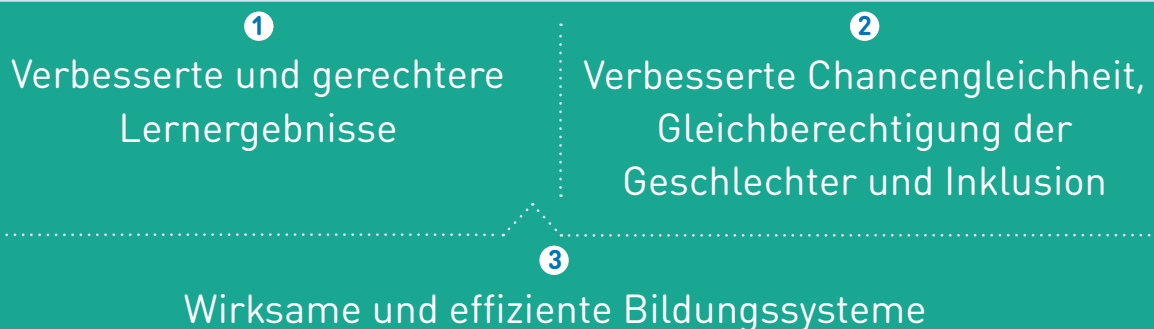 1
Verbesserte und gerechtere
Lernergebnisse
2
Verbesserte Chancengleichheit,
Gleichberechtigung der
Geschlechter und Inklusion
3
Wirksame und effiziente Bildungssysteme